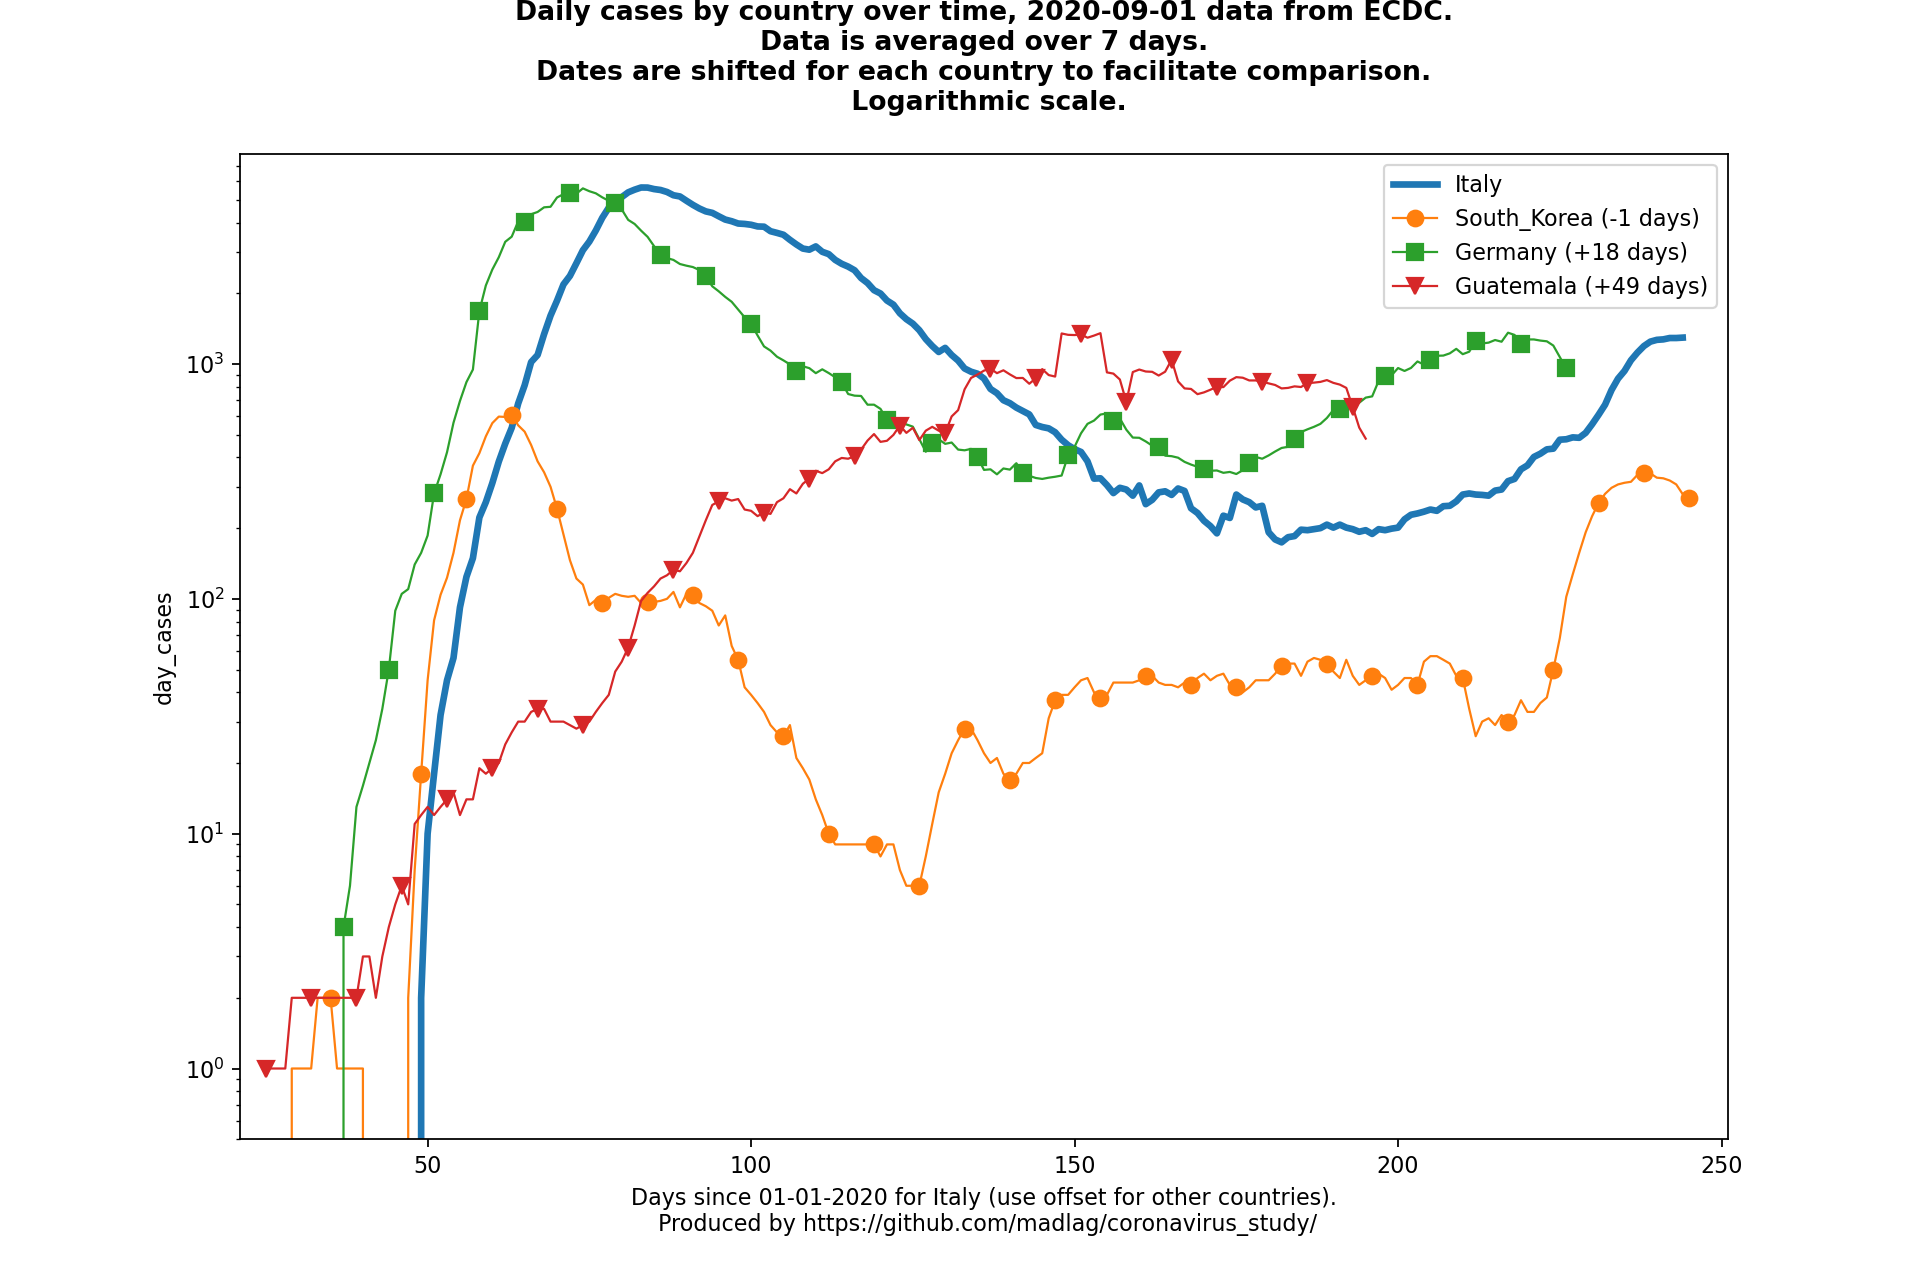 Daily cases by country over time, 2020-09-01 data from ECDC.
Data is averaged over 7 days.
Dates are shifted for each country to facilitate comparison.
Logarithmic scale.
Italy
South_Korea (-1 days)
Germany (+18 days)
Guatemala (+49 days)
day_cases
10³
10²
10¹
10⁰
50 100 150 200 250
Days since 01-01-2020 for Italy (use offset for other countries).
Produced by https://github.com/madlag/coronavirus_study/